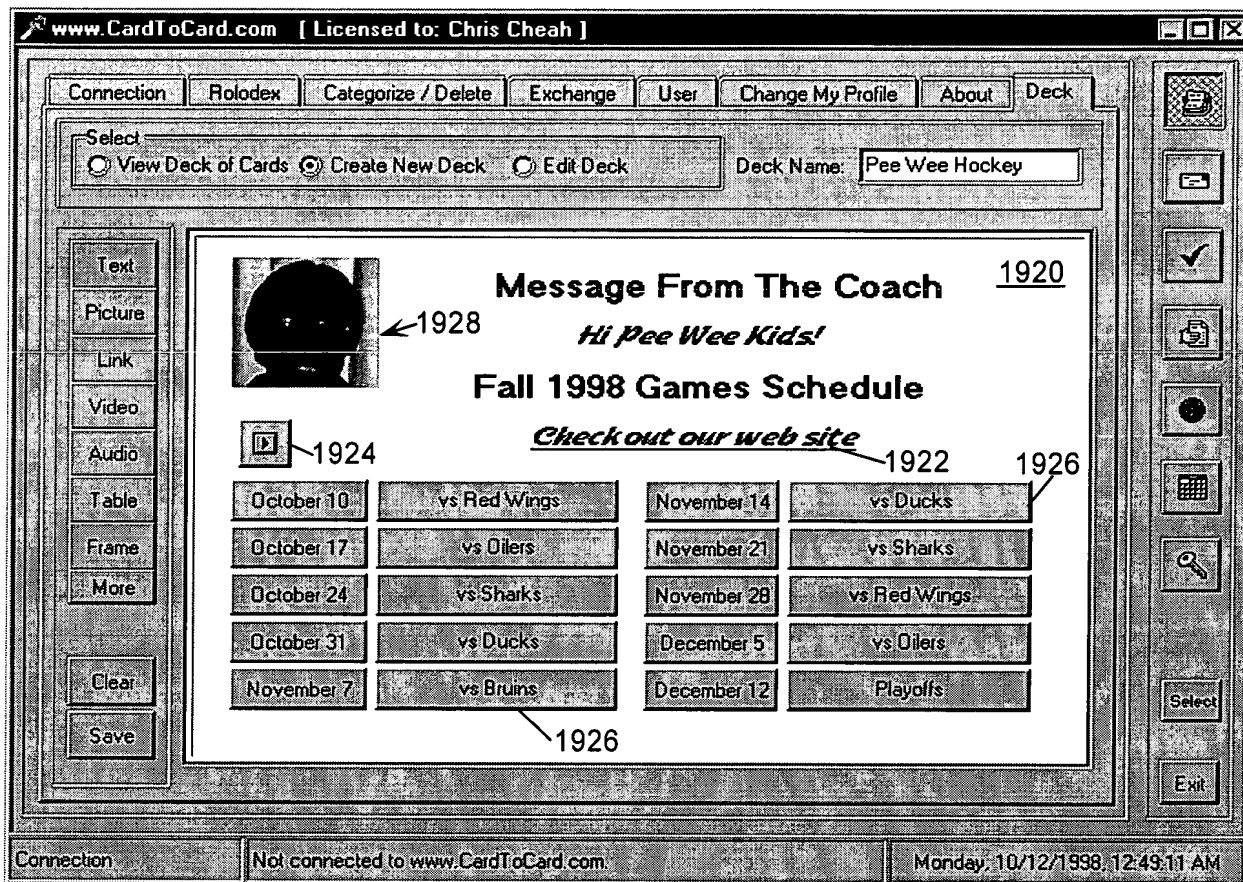 www.CardToCard.com [ Licensed to: Chris Cheah ]
Connection Rolodex Categorize / Delete Exchange User Change My Profile About Deck
Select
View Deck of Cards Create New Deck Edit Deck Deck Name: Pee Wee Hockey
Text
Picture
Link
Video
Audio
Table
Frame
More
Clear
Save
Message From The Coach 1920
1928 Hi Pee Wee Kids!
Fall 1998 Games Schedule
1924 Check out our web site
1922 1926
October 10 vs Red Wings November 14 vs Ducks
October 17 vs Oilers November 21 vs Sharks
October 24 vs Sharks November 28 vs Red Wings
October 31 vs Ducks December 5 vs Oilers
November 7 vs Bruins December 12 Playoffs
1926
Select
Exit
Connection Not connected to www.CardToCard.com. Monday, 10/12/1998, 12:49:11 AM